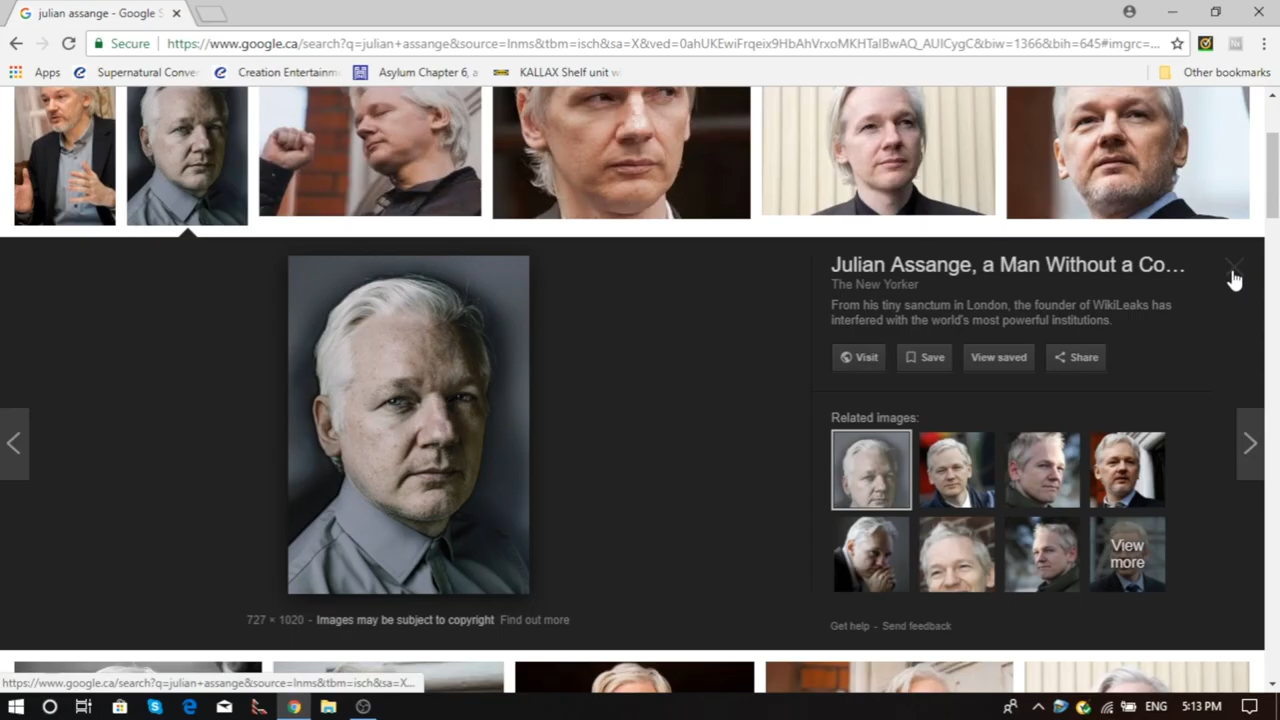 julian assange - Google S
Secure
https://www.google.ca/search?q=julian+assange&source=lnms&tbm=isch&sa=X&ved=0ahUKEwiFrqeix9HbAhVrxoMKHTalBwAQ_AUICygC&biw=1366&bih=645#imgrc=...
Apps
Supernatural Conve
Creation Entertainm
Asylum Chapter 6, a
KALLAX Shelf unit w
Other bookmarks
Julian Assange, a Man Without a Co...
The New Yorker
From his tiny sanctum in London, the founder of WikiLeaks has
interfered with the world's most powerful institutions.
Visit
Save
View saved
Share
Related images:
View
more
727 × 1020 - Images may be subject to copyright Find out more
Get help - Send feedback
https://www.google.ca/search?q=julian+assange&source=lnms&tbm=isch&sa=X...
ENG
5:13 PM